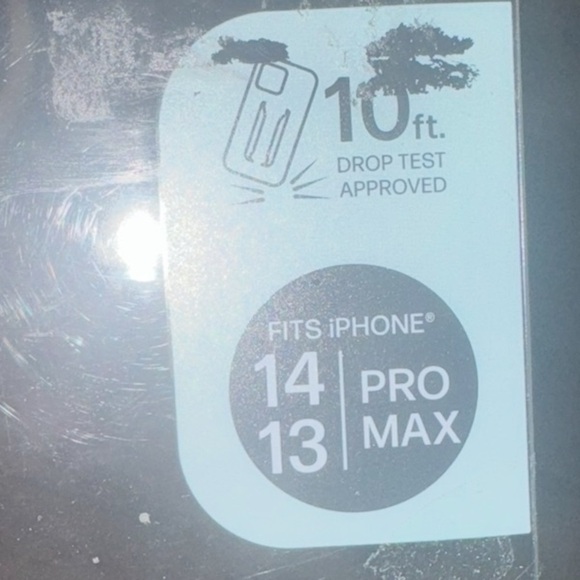 10ft.
DROP TEST
APPROVED
FITS iPHONE®
14 PRO
13 MAX